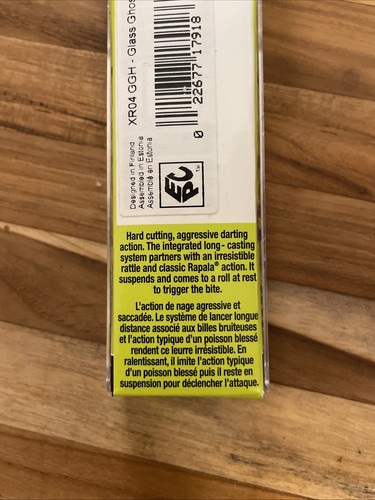 XR04 GGH - Glass Ghos
0 22677 17918
Designed in Finland
Assembled in Estonia
Assemblé en Estonia
EPC™
Hard cutting, aggressive darting
action. The integrated long- casting
system partners with an irresistible
rattle and classic Rapala® action. It
suspends and comes to a roll at rest
to trigger the bite.
L'action de nage agressive et
saccadée. Le système de lancer longue
distance associé aux billes bruiteuses
et l'action typique d'un poisson blessé
rendent ce leurre irrésistible. En
ralentissant, il imite l'action typique
d'un poisson blessé puis il reste en
suspension pour déclencher l'attaque.